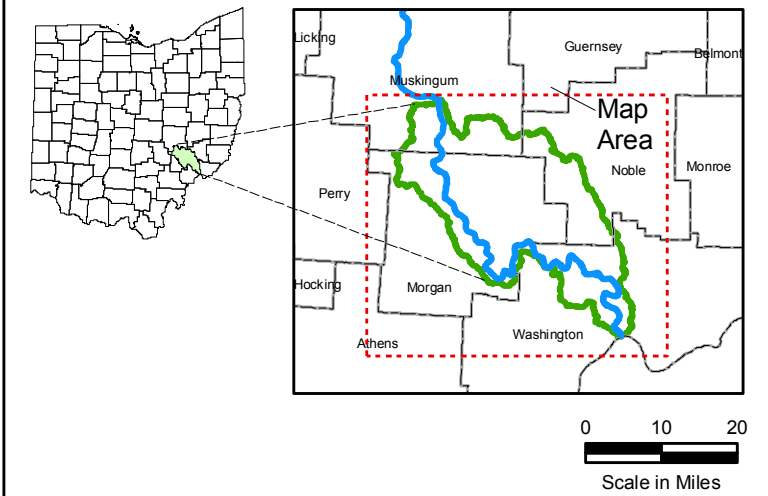 Licking
Guernsey
Belmont
Muskingum
Map
Area
Noble
Monroe
Perry
Hocking
Morgan
Washington
Athens
0 10 20
Scale in Miles